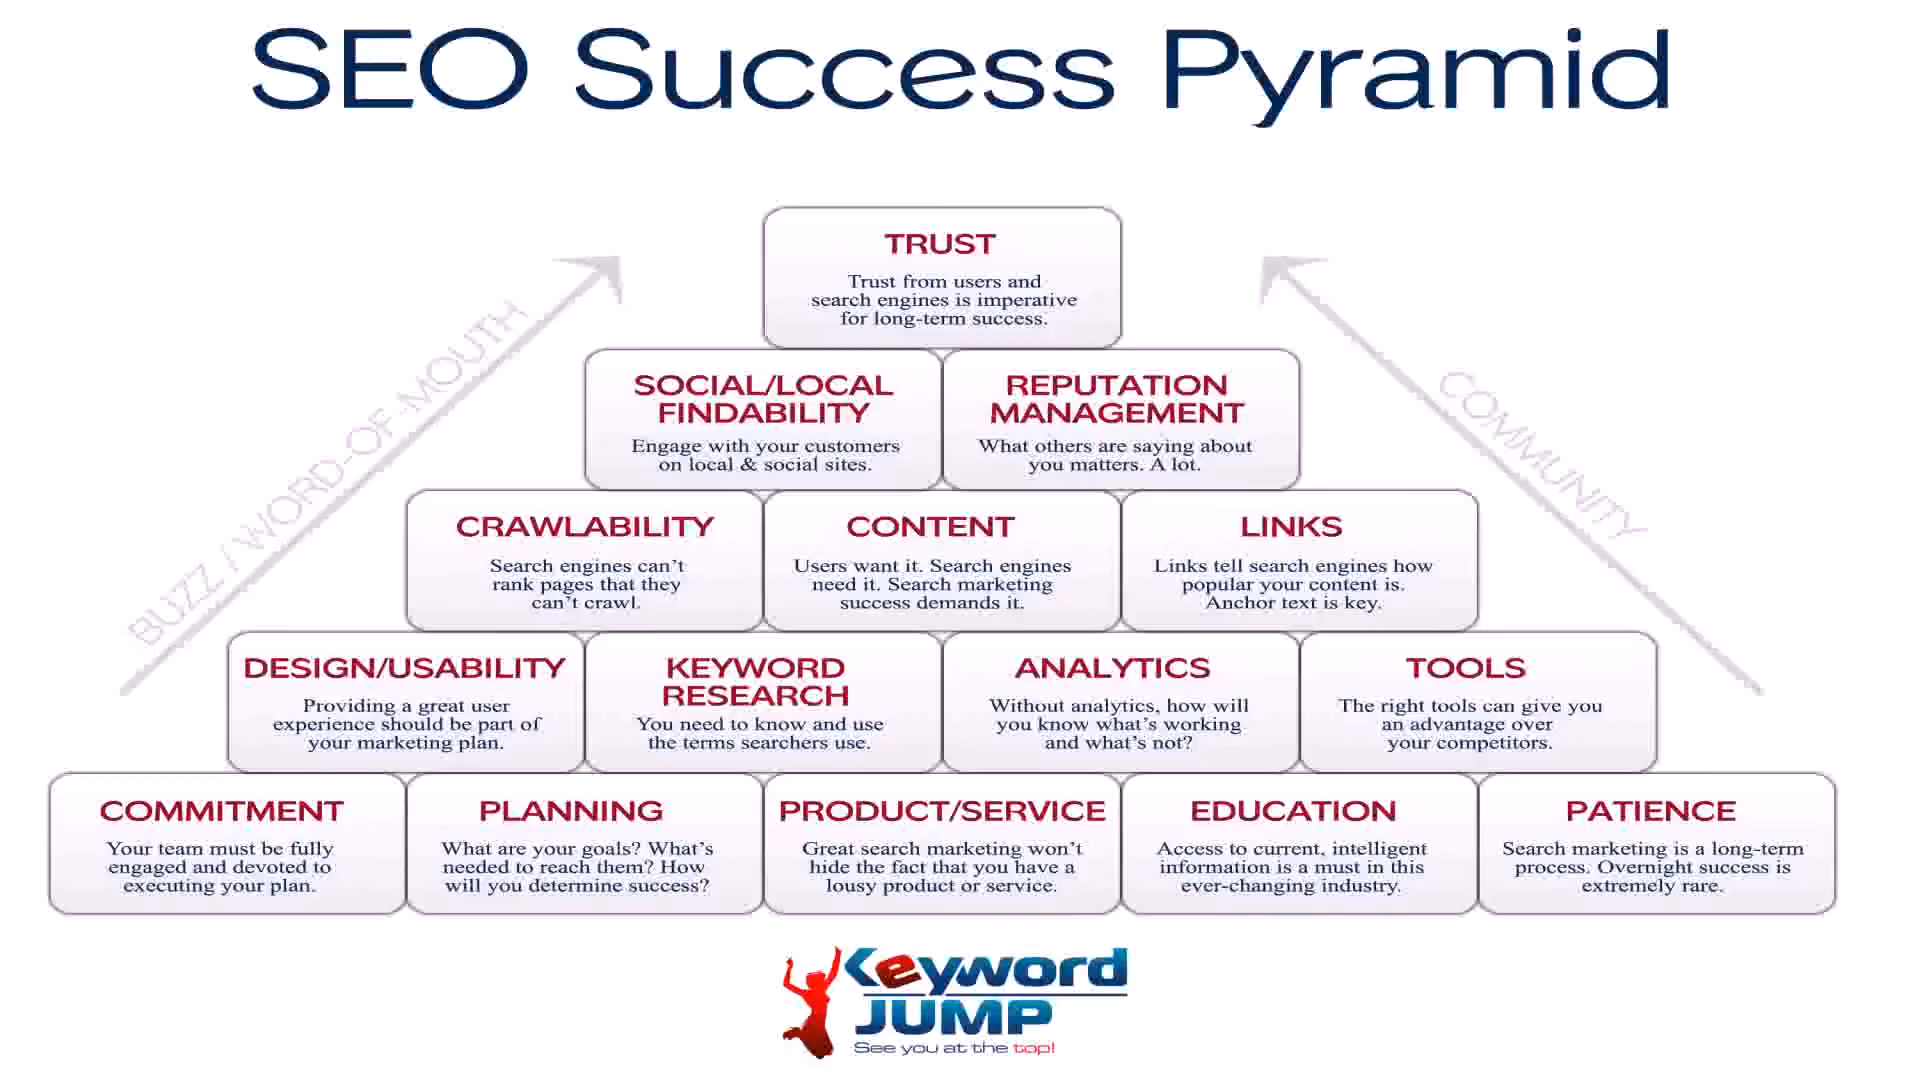 SEO Success Pyramid
TRUST
Trust from users and
search engines is imperative
for long-term success.
BUZZ / WORD-OF-MOUTH
COMMUNITY
SOCIAL/LOCAL
FINDABILITY
Engage with your customers
on local & social sites.
REPUTATION
MANAGEMENT
What others are saying about
you matters. A lot.
CRAWLABILITY
Search engines can't
rank pages that they
can't crawl.
CONTENT
Users want it. Search engines
need it. Search marketing
success demands it.
LINKS
Links tell search engines how
popular your content is.
Anchor text is key.
DESIGN/USABILITY
Providing a great user
experience should be part of
your marketing plan.
KEYWORD
RESEARCH
You need to know and use
the terms searchers use.
ANALYTICS
Without analytics, how will
you know what's working
and what's not?
TOOLS
The right tools can give you
an advantage over
your competitors.
COMMITMENT
Your team must be fully
engaged and devoted to
executing your plan.
PLANNING
What are your goals? What's
needed to reach them? How
will you determine success?
PRODUCT/SERVICE
Great search marketing won't
hide the fact that you have a
lousy product or service.
EDUCATION
Access to current, intelligent
information is a must in this
ever-changing industry.
PATIENCE
Search marketing is a long-term
process. Overnight success is
extremely rare.
Keyword
JUMP
See you at the top!